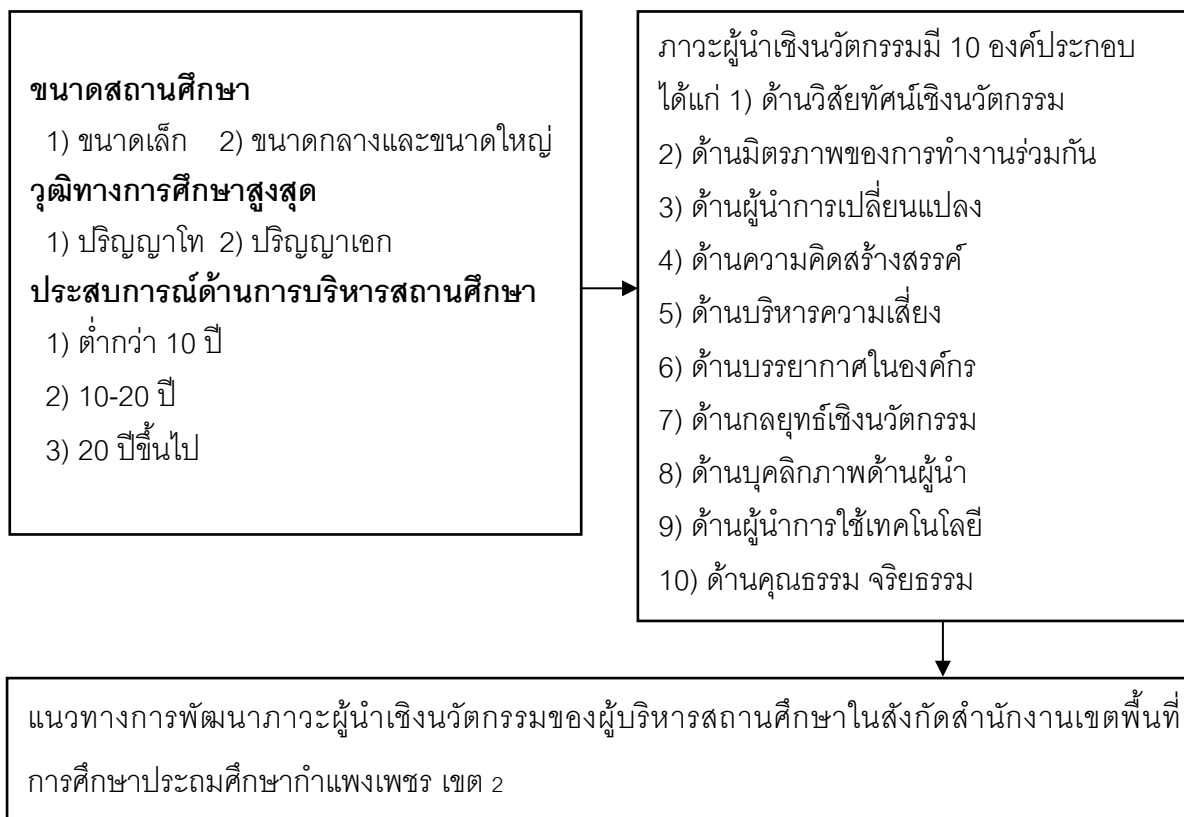 ขนาดสถานศึกษา
1) ขนาดเล็ก 2) ขนาดกลางและขนาดใหญ่
วุฒิทางการศึกษาสูงสุด
1) ปริญญาโท 2) ปริญญาเอก
ประสบการณ์ด้านการบริหารสถานศึกษา
1) ต่ำกว่า 10 ปี
2) 10-20 ปี
3) 20 ปีขึ้นไป
ภาวะผู้นำเชิงนวัตกรรมมี 10 องค์ประกอบ
ได้แก่ 1) ด้านวิสัยทัศน์เชิงนวัตกรรม
2) ด้านมิตรภาพของการทำงานร่วมกัน
3) ด้านผู้นำการเปลี่ยนแปลง
4) ด้านความคิดสร้างสรรค์
5) ด้านบริหารความเสี่ยง
6) ด้านบรรยากาศในองค์กร
7) ด้านกลยุทธ์เชิงนวัตกรรม
8) ด้านบุคลิกภาพด้านผู้นำ
9) ด้านผู้นำการใช้เทคโนโลยี
10) ด้านคุณธรรม จริยธรรม
แนวทางการพัฒนาภาวะผู้นำเชิงนวัตกรรมของผู้บริหารสถานศึกษาในสังกัดสำนักงานเขตพื้นที่
การศึกษาประถมศึกษากำแพงเพชร เขต 2